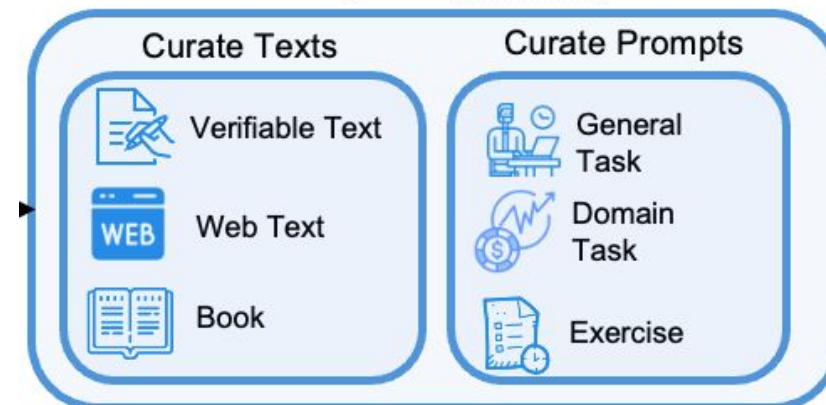 Curate Texts
Verifiable Text
WEB
Web Text
Book
Curate Prompts
General
Task
Domain
Task
$
Exercise